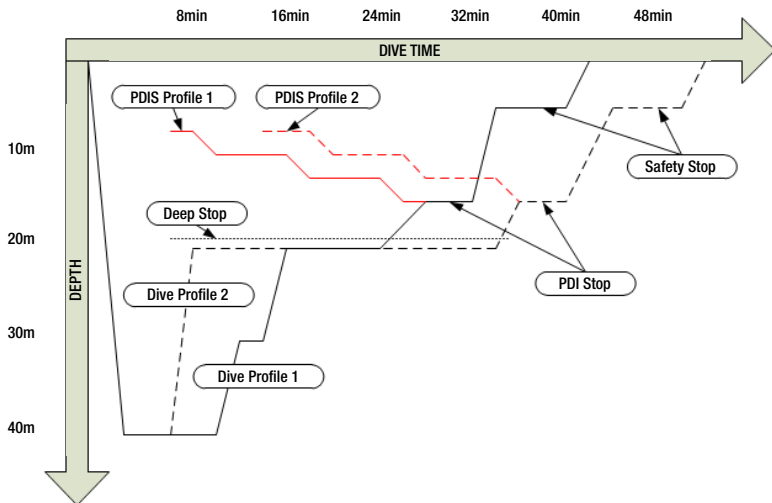 8min 16min 24min 32min 40min 48min
DIVE TIME
PDIS Profile 1
PDIS Profile 2
10m
Safety Stop
Deep Stop
20m
DEPTH
PDI Stop
Dive Profile 2
30m
Dive Profile 1
40m